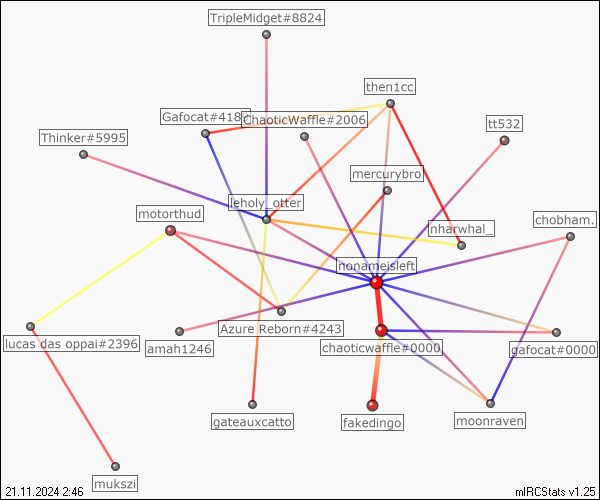 TripleMidget#8824
then1cc
Gafocat#418
ChaoticWaffle#2006
tt532
Thinker#5995
mercurybro
leholy_otter
motorthud
nharwhal_
chobham.
nonameisleft
Azure Reborn#4243
lucas das oppai#2396
amah1246
chaoticwaffle#0000
gafocat#0000
gateauxcatto
fakedingo
moonraven
mukszi
21.11.2024 2:46
mIRCStats v1.25